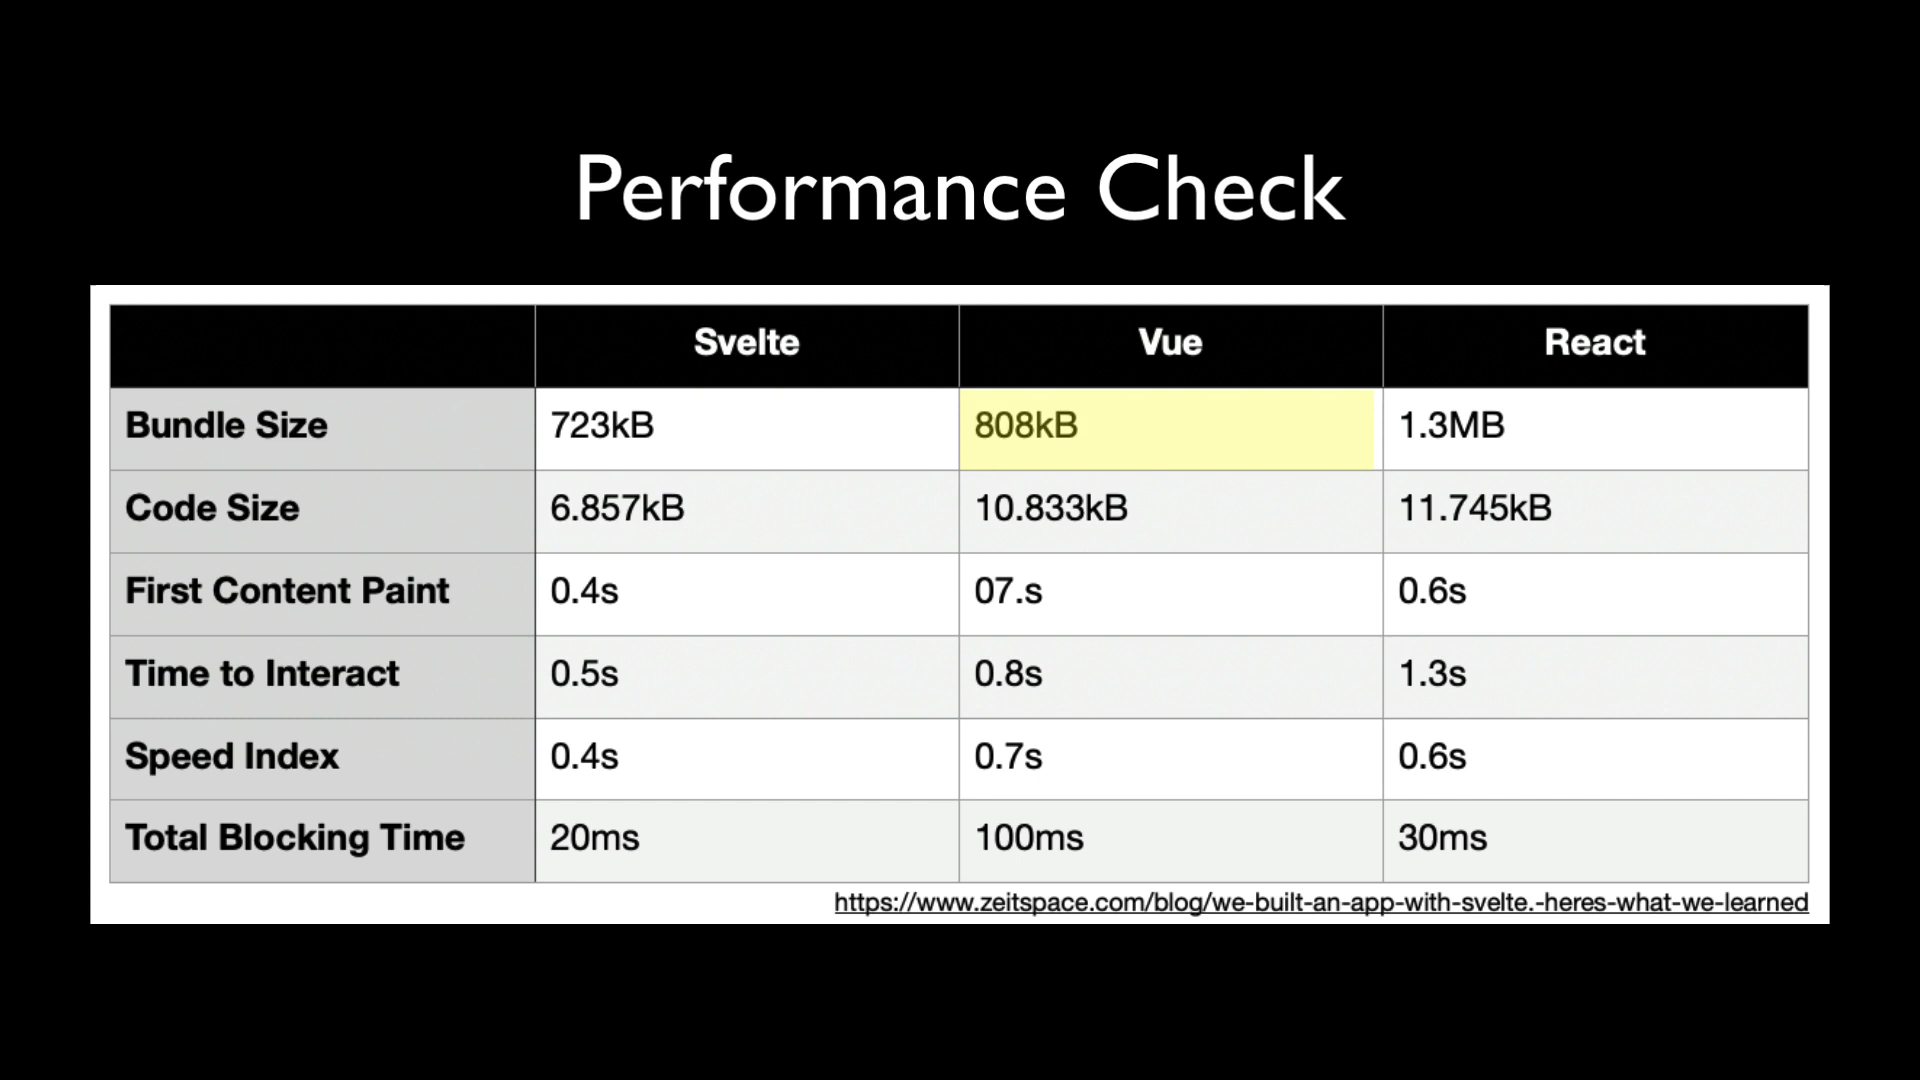 Performance Check
Svelte Vue React
Bundle Size 723kB 808kB 1.3MB
Code Size 6.857kB 10.833kB 11.745kB
First Content Paint 0.4s 07.s 0.6s
Time to Interact 0.5s 0.8s 1.3s
Speed Index 0.4s 0.7s 0.6s
Total Blocking Time 20ms 100ms 30ms
https://www.zeitspace.com/blog/we-built-an-app-with-svelte.-heres-what-we-learned